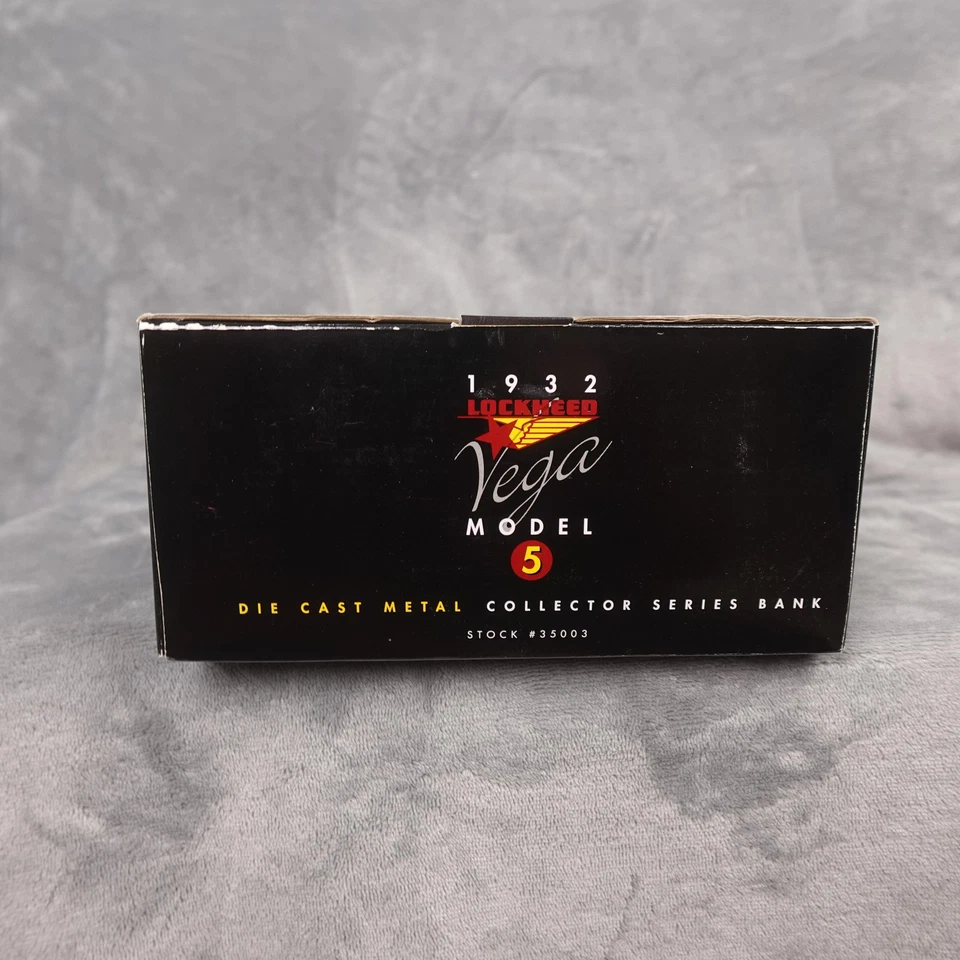 1932
LOCKHEED
Vega
MODEL
5
DIE CAST METAL COLLECTOR SERIES BANK
STOCK #35003